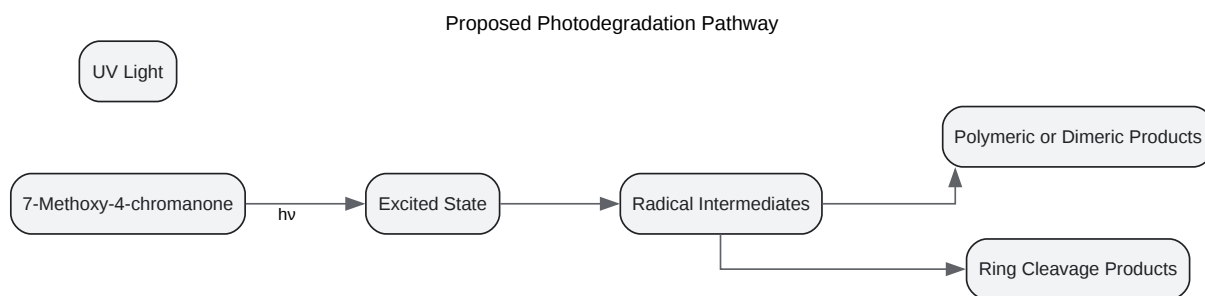 Proposed Photodegradation Pathway
UV Light
7-Methoxy-4-chromanone
hν
Excited State
Radical Intermediates
Polymeric or Dimeric Products
Ring Cleavage Products